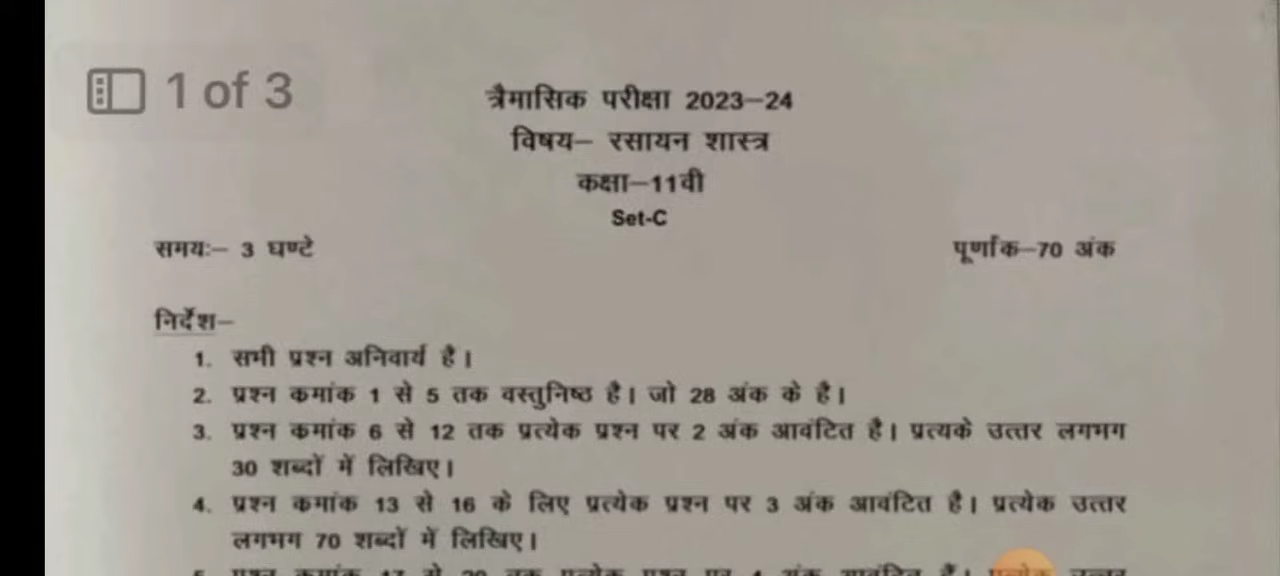 1 of 3
त्रैमासिक परीक्षा 2023–24
विषय– रसायन शास्त्र
कक्षा–11वी
Set-C
समयः– 3 घण्टे
पूर्णांक–70 अंक
निर्देश–
1. सभी प्रश्न अनिवार्य है।
2. प्रश्न कमांक 1 से 5 तक वस्तुनिष्ठ है। जो 28 अंक के है।
3. प्रश्न कमांक 6 से 12 तक प्रत्येक प्रश्न पर 2 अंक आवंटित है। प्रत्यके उत्तर लगभग
30 शब्दों में लिखिए।
4. प्रश्न कमांक 13 से 16 के लिए प्रत्येक प्रश्न पर 3 अंक आवंटित है। प्रत्येक उत्तर
लगभग 70 शब्दों में लिखिए।